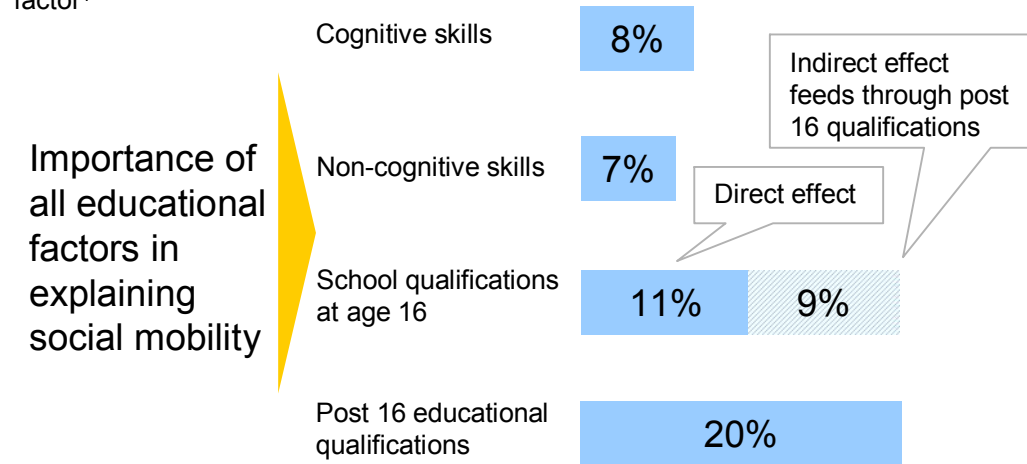 factor
Cognitive skills
8%
Indirect effect
feeds through post
16 qualifications
Importance of
all educational
factors in
explaining
social mobility
Non-cognitive skills
7%
Direct effect
School qualifications
at age 16
11%
9%
Post 16 educational
qualifications
20%